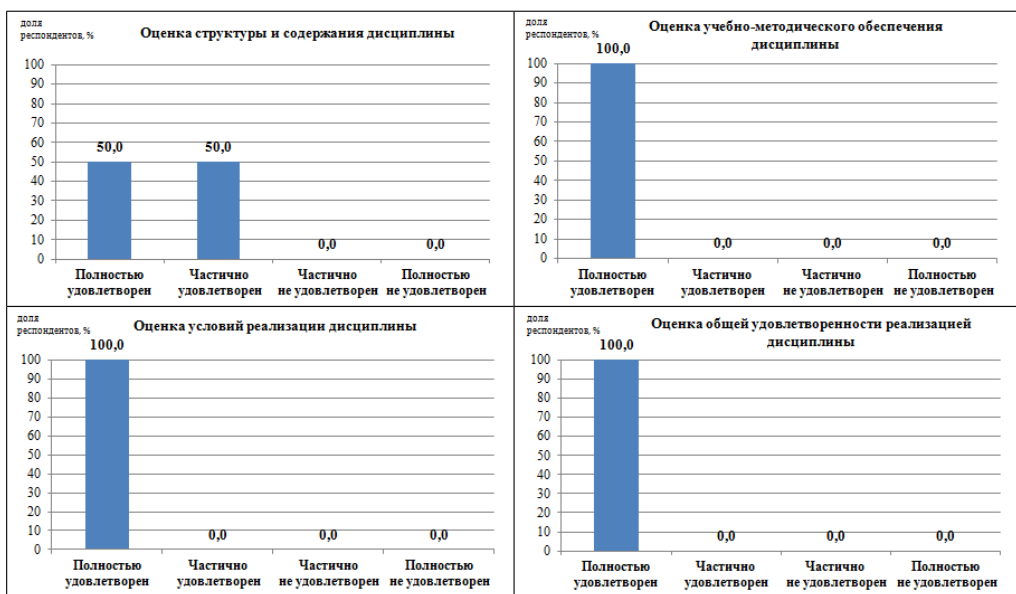 доля
респондентов, %
Оценка структуры и содержания дисциплины
100
90
80
70
60
50
40
30
20
10
0
50,0
50,0
0,0
0,0
Полностью
удовлетворен
Частично
удовлетворен
Частично
не удовлетворен
Полностью
не удовлетворен
доля
респондентов, %
Оценка учебно-методического обеспечения
дисциплины
100
90
80
70
60
50
40
30
20
10
0
100,0
0,0
0,0
0,0
Полностью
удовлетворен
Частично
удовлетворен
Частично
не удовлетворен
Полностью
не удовлетворен
доля
респондентов, %
Оценка условий реализации дисциплины
100
90
80
70
60
50
40
30
20
10
0
100,0
0,0
0,0
0,0
Полностью
удовлетворен
Частично
удовлетворен
Частично
не удовлетворен
Полностью
не удовлетворен
доля
респондентов, %
Оценка общей удовлетворенности реализацией
дисциплины
100
90
80
70
60
50
40
30
20
10
0
100,0
0,0
0,0
0,0
Полностью
удовлетворен
Частично
удовлетворен
Частично
не удовлетворен
Полностью
не удовлетворен